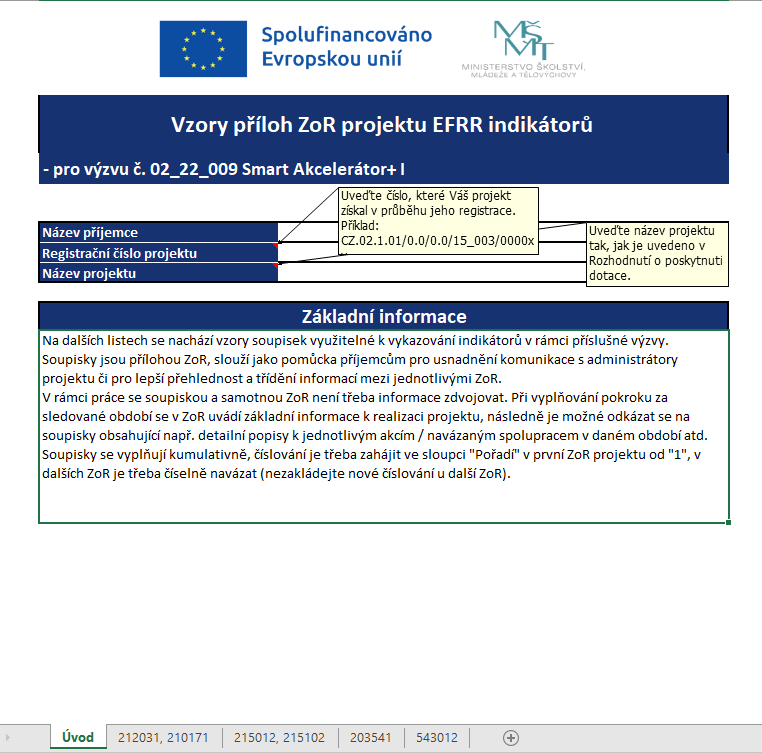 Spolufinancováno
Evropskou unií
MINISTERSTVO ŠKOLSTVÍ,
MLÁDEŽE A TĚLOVÝCHOVY
Vzory příloh ZoR projektu EFRR indikátorů
- pro výzvu č. 02_22_009 Smart Akcelerátor+ I
Uveďte číslo, které Váš projekt
získal v průběhu jeho registrace.
Příklad:
CZ.02.1.01/0.0/0.0/15_003/0000x
Uveďte název projektu
tak, jak je uvedeno v
Rozhodnutí o poskytnuti
dotace.
Název příjemce
Registrační číslo projektu
Název projektu
Základní informace
Na dalších listech se nachází vzory soupisek využitelné k vykazování indikátorů v rámci příslušné výzvy.
Soupisky jsou přílohou ZoR, slouží jako pomůcka příjemcům pro usnadnění komunikace s administrátory
projektu či pro lepší přehlednost a třídění informací mezi jednotlivými ZoR.
V rámci práce se soupiskou a samotnou ZoR není třeba informace zdvojovat. Při vyplňování pokroku za
sledované období se v ZoR uvádí základní informace k realizaci projektu, následně je možné odkázat se na
soupisky obsahující např. detailní popisy k jednotlivým akcím / navázaným spolupracem v daném období atd.
Soupisky se vyplňují kumulativně, číslování je třeba zahájit ve sloupci "Pořadí" v první ZoR projektu od "1", v
dalších ZoR je třeba číselně navázat (nezakládejte nové číslování u další ZoR).
Úvod
212031, 210171
215012, 215102
203541
543012